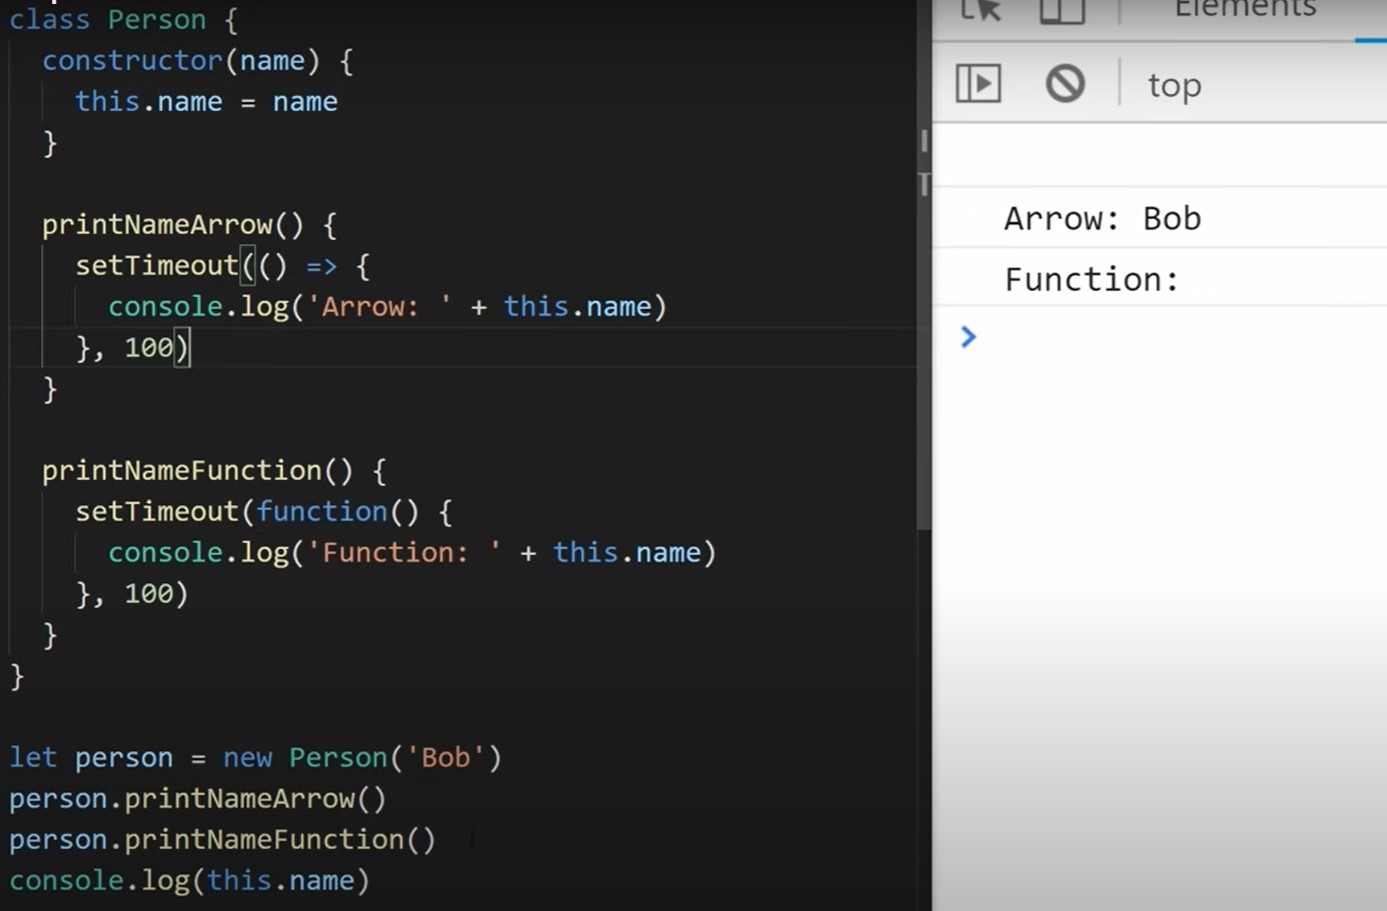 class Person {
constructor(name) {
this.name = name
}
printNameArrow() {
setTimeout(() => {
console.log('Arrow: ' + this.name)
}, 100)
}
printNameFunction() {
setTimeout(function() {
console.log('Function: ' + this.name)
}, 100)
}
}
let person = new Person('Bob')
person.printNameArrow()
person.printNameFunction()
console.log(this.name)
Elements
top
Arrow: Bob
Function: